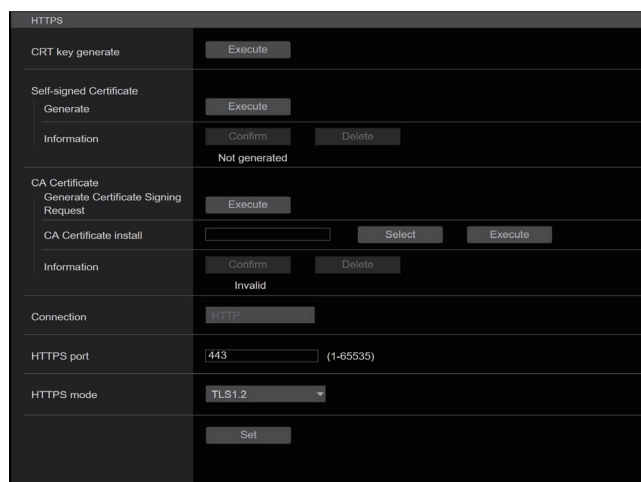 HTTPS
CRT key generate Execute
Self-signed Certificate
Generate Execute
Information Confirm Delete
Not generated
CA Certificate
Generate Certificate Signing
Request Execute
CA Certificate install Select Execute
Information Confirm Delete
Invalid
Connection HTTP
HTTPS port 443 (1-65535)
HTTPS mode TLS1.2
Set